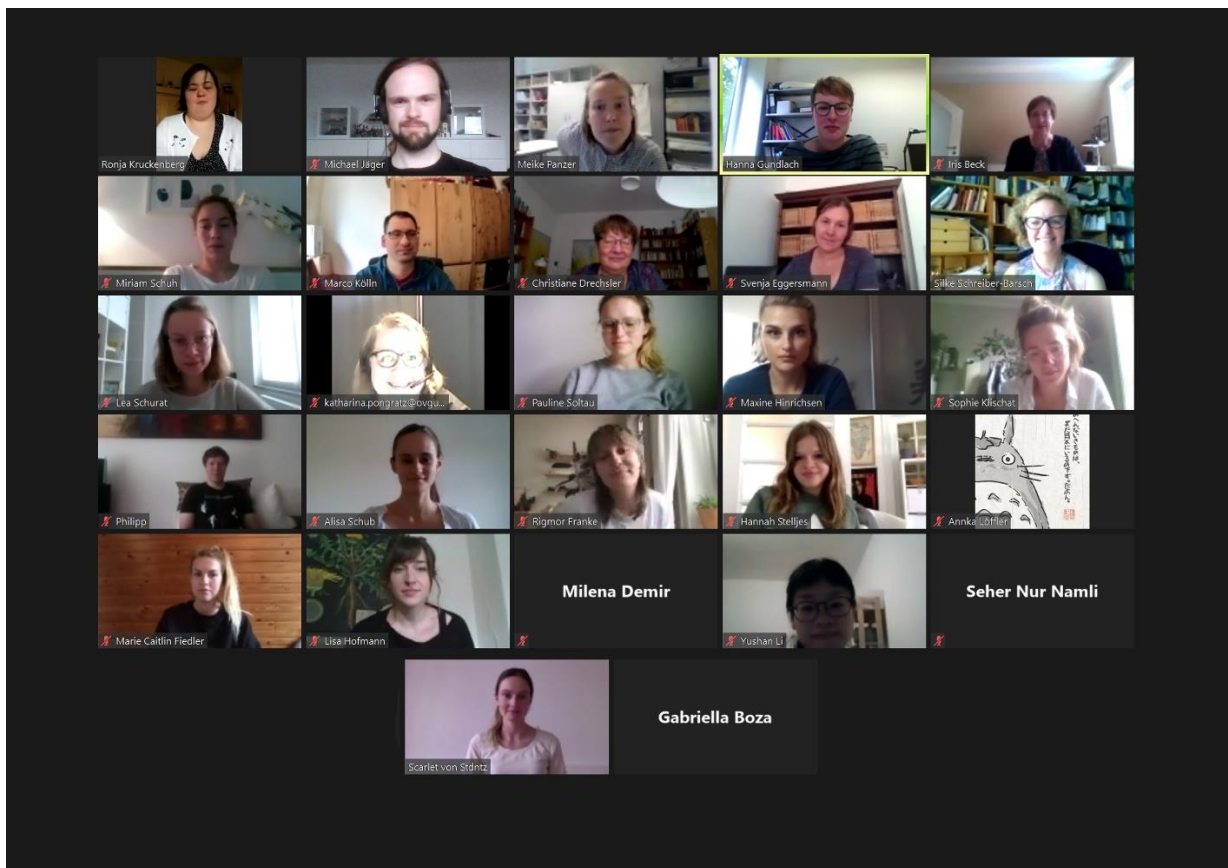 Ronja Kruckenberg
Michael Jäger
Meike Panzer
Hanna Gundlach
Iris Beck
Miriam Schuh
Marco Kölln
Christiane Drechsler
Svenja Eggersmann
Silke Schreiber-Barsch
Lea Schurat
katharina.pongratz@ovgu...
Pauline Soltau
Maxine Hinrichsen
Sophie Klischat
Philipp
Alisa Schub
Rigmor Franke
Hannah Stelljes
Annka Löffler
Marie Caitlin Fiedler
Lisa Hofmann
Milena Demir
Yushan Li
Seher Nur Namli
Scarlet von Stdntz
Gabriella Boza